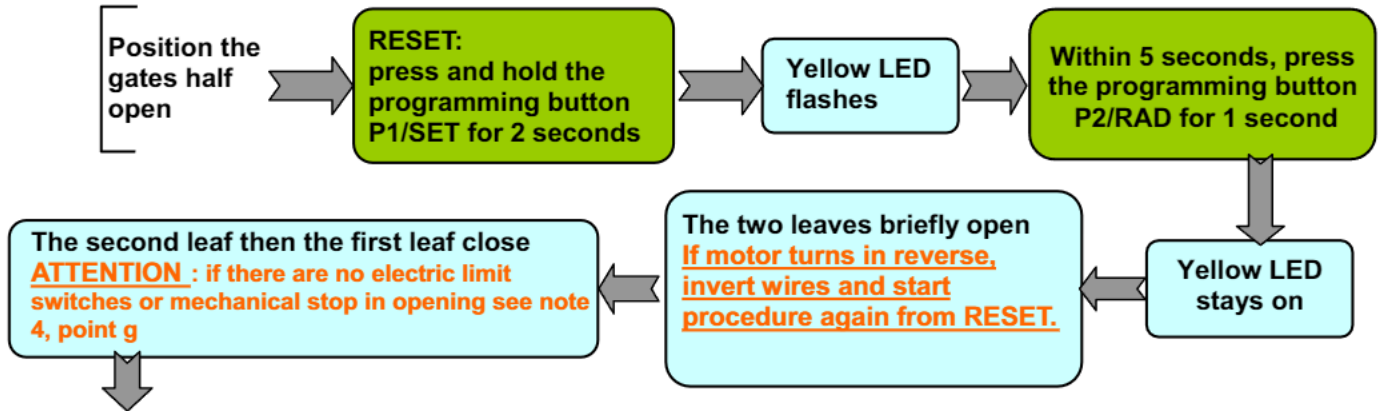 Position the
gates half
open
RESET:
press and hold the
programming button
P1/SET for 2 seconds
Yellow LED
flashes
Within 5 seconds, press
the programming button
P2/RAD for 1 second
Yellow LED
stays on
The two leaves briefly open
If motor turns in reverse,
invert wires and start
procedure again from RESET.
The second leaf then the first leaf close
ATTENTION : if there are no electric limit
switches or mechanical stop in opening see note
4, point g